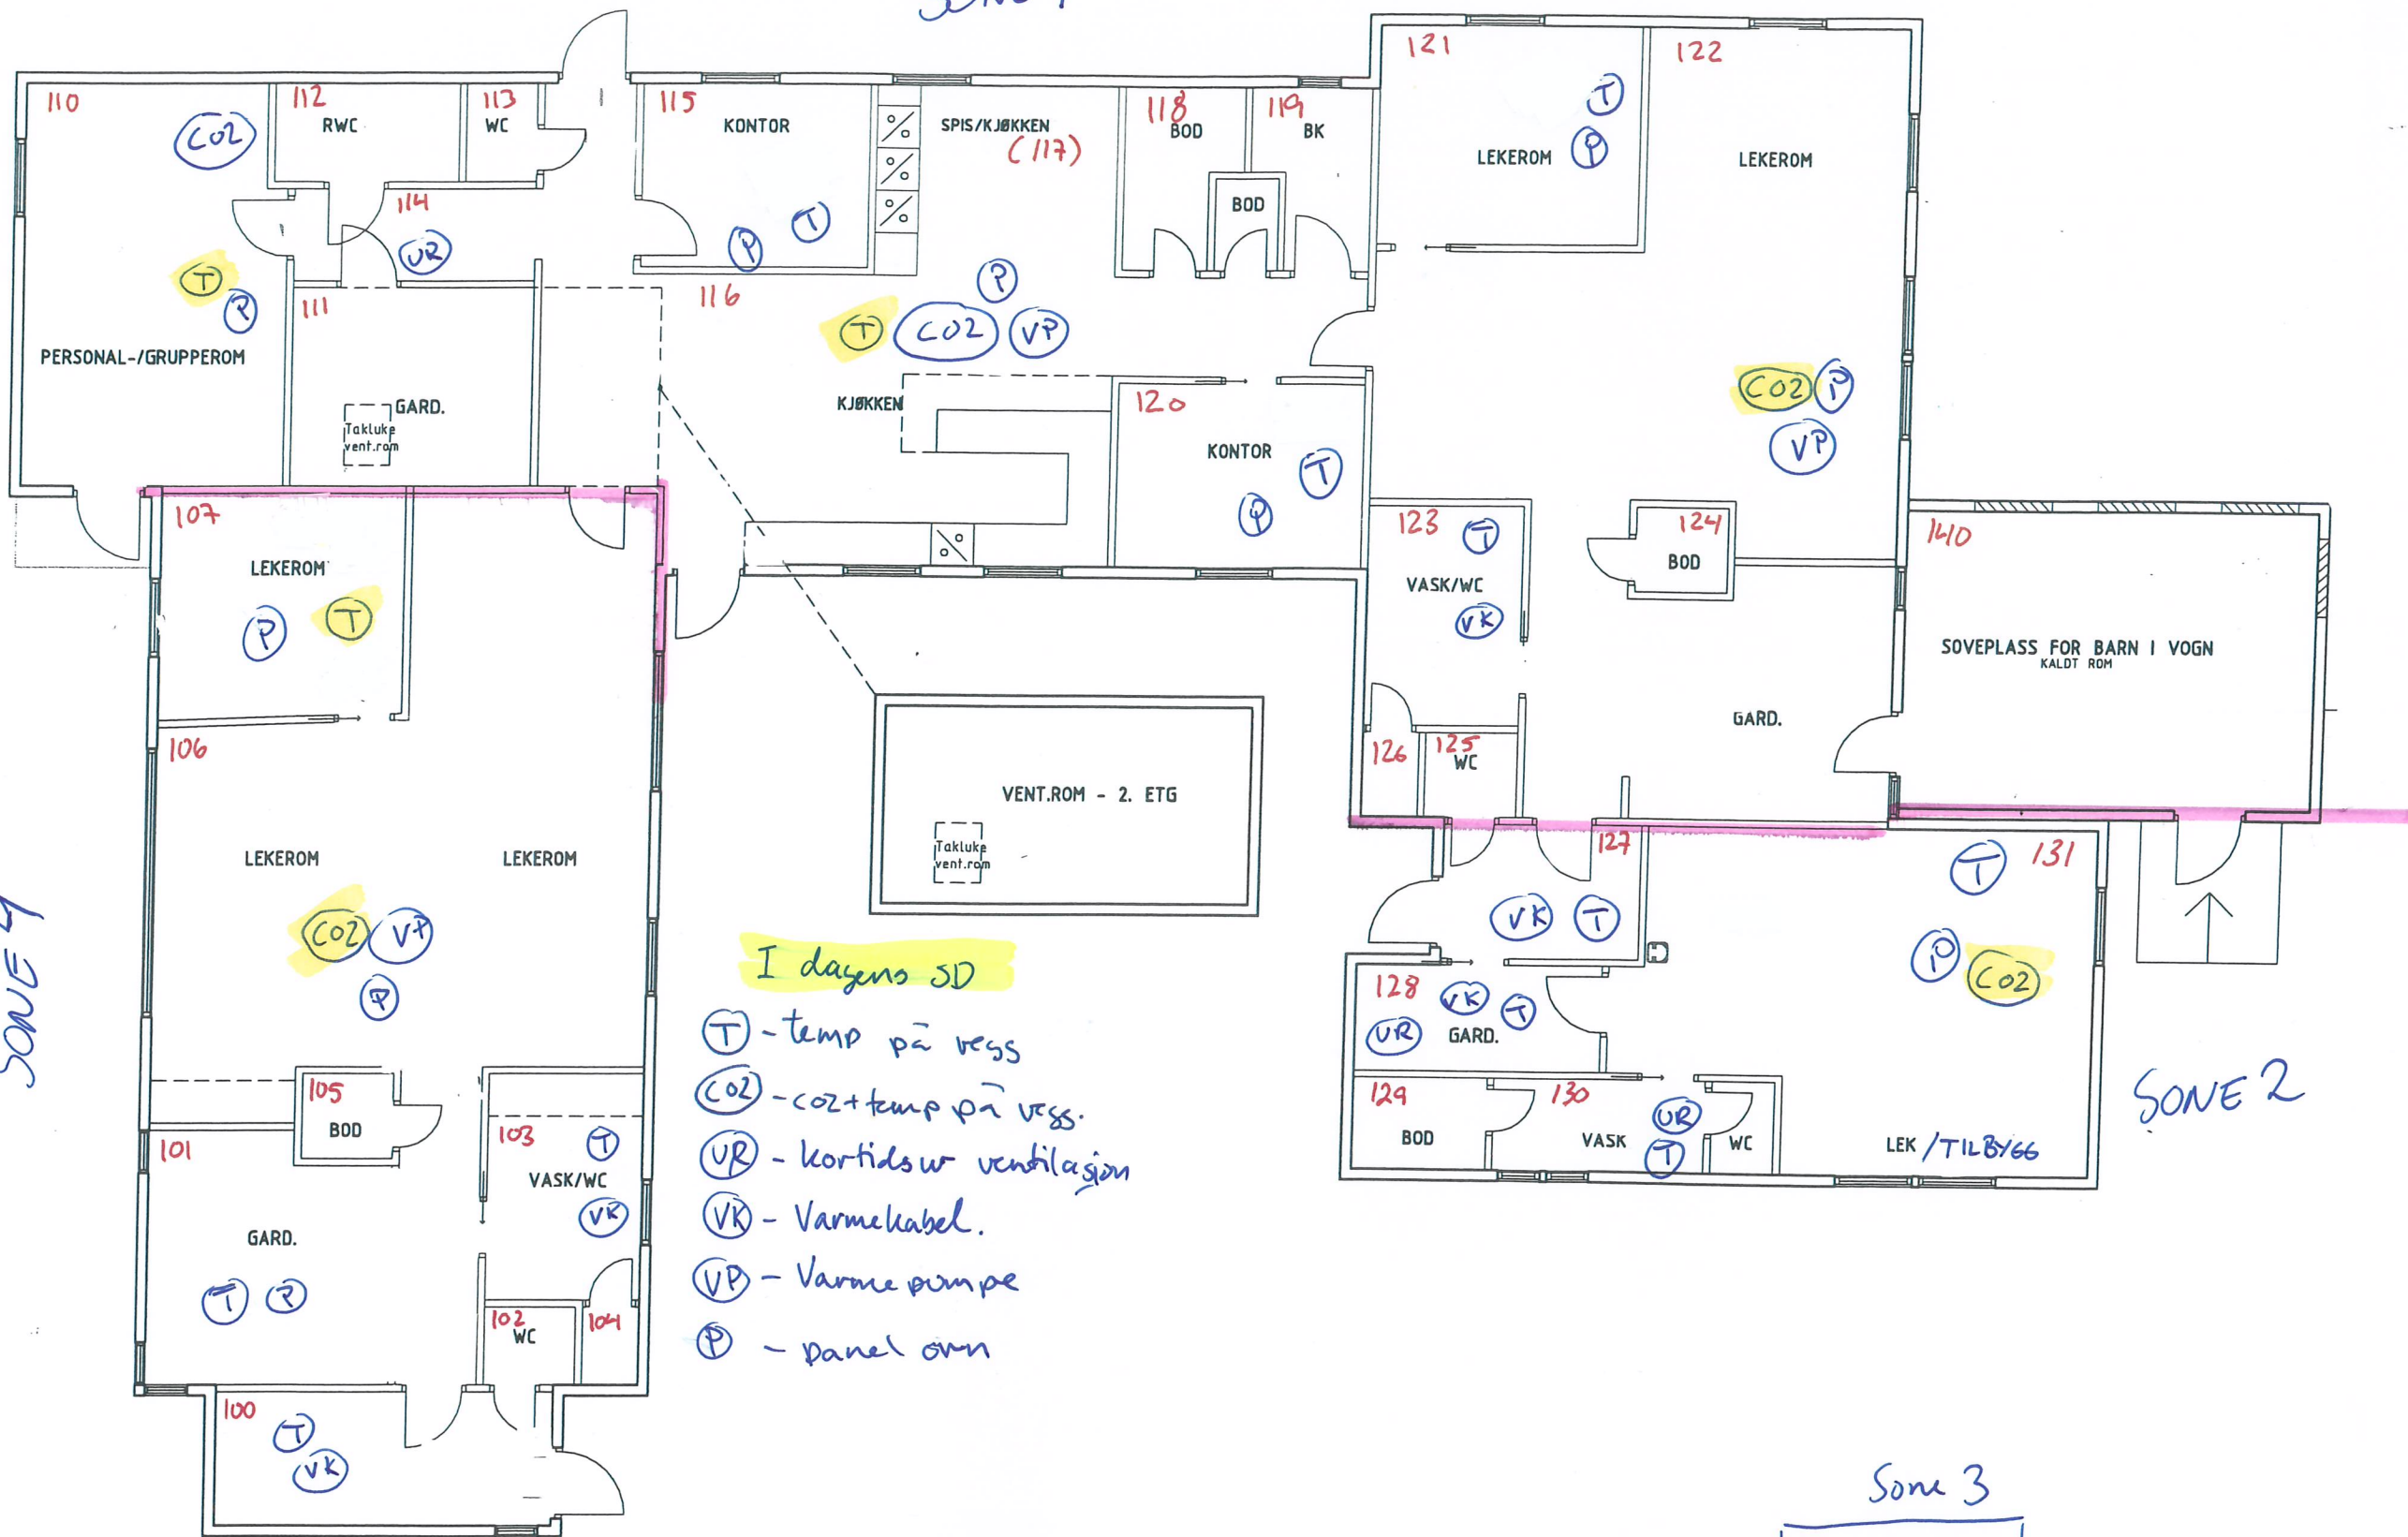 110
CO2
T
P
PERSONAL-/GRUPPEROM
112
RWC
113
WC
114
UR
111
GARD.
Takluke
vent.rom
115
KONTOR
P
T
116
SPIS/KJØKKEN
(117)
P
T
CO2
VP
KJØKKEN
118
BOD
119
BK
BOD
120
KONTOR
T
P
121
T
LEKEROM
P
122
LEKEROM
CO2
P
VP
123
T
VASK/WC
VK
124
BOD
GARD.
126
125
WC
140
SOVEPLASS FOR BARN I VOGN
KALDT ROM
107
LEKEROM
P
T
106
LEKEROM
LEKEROM
CO2
VP
P
SONE 4
105
BOD
101
GARD.
T
P
103
T
VASK/WC
VK
102
WC
104
100
T
VK
VENT.ROM - 2. ETG
Takluke
vent.rom
I dagens SD
T - temp på vegg
CO2 - co2+temp på vegg.
UR - kortidsur ventilasjon
VK - Varmekabel.
VP - Varmepumpe
P - panel ovn
127
VK
T
128
VK
T
UR
GARD.
129
BOD
130
UR
VASK
T
WC
131
T
P
CO2
LEK /TILBYGG
SONE 2
Sone 3